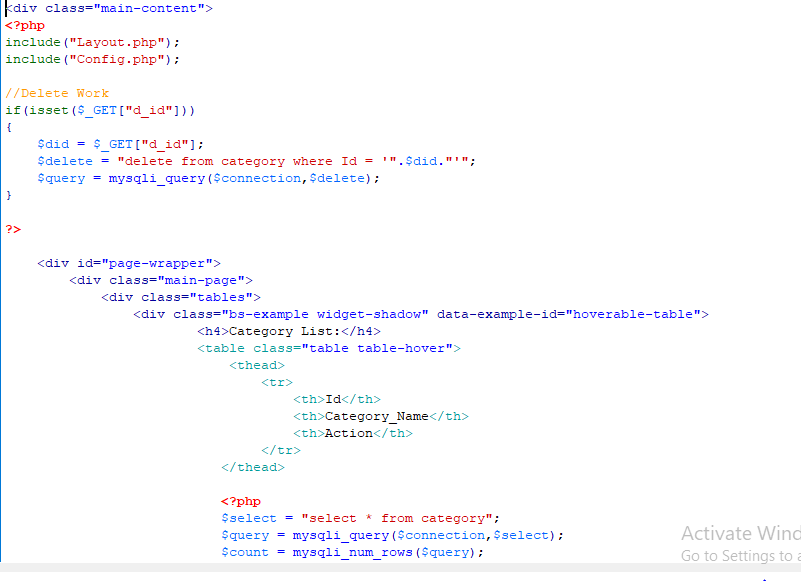 <div class="main-content">
<?php
include("Layout.php");
include("Config.php");
//Delete Work
if(isset($_GET["d_id"]))
{
$did = $_GET["d_id"];
$delete = "delete from category where Id = '".$did."'";
$query = mysqli_query($connection,$delete);
}
?>
<div id="page-wrapper">
<div class="main-page">
<div class="tables">
<div class="bs-example widget-shadow" data-example-id="hoverable-table">
<h4>Category List:</h4>
<table class="table table-hover">
<thead>
<tr>
<th>Id</th>
<th>Category_Name</th>
<th>Action</th>
</tr>
</thead>
<?php
$select = "select * from category";
$query = mysqli_query($connection,$select);
$count = mysqli_num_rows($query);
Activate Wind
Go to Settings to a